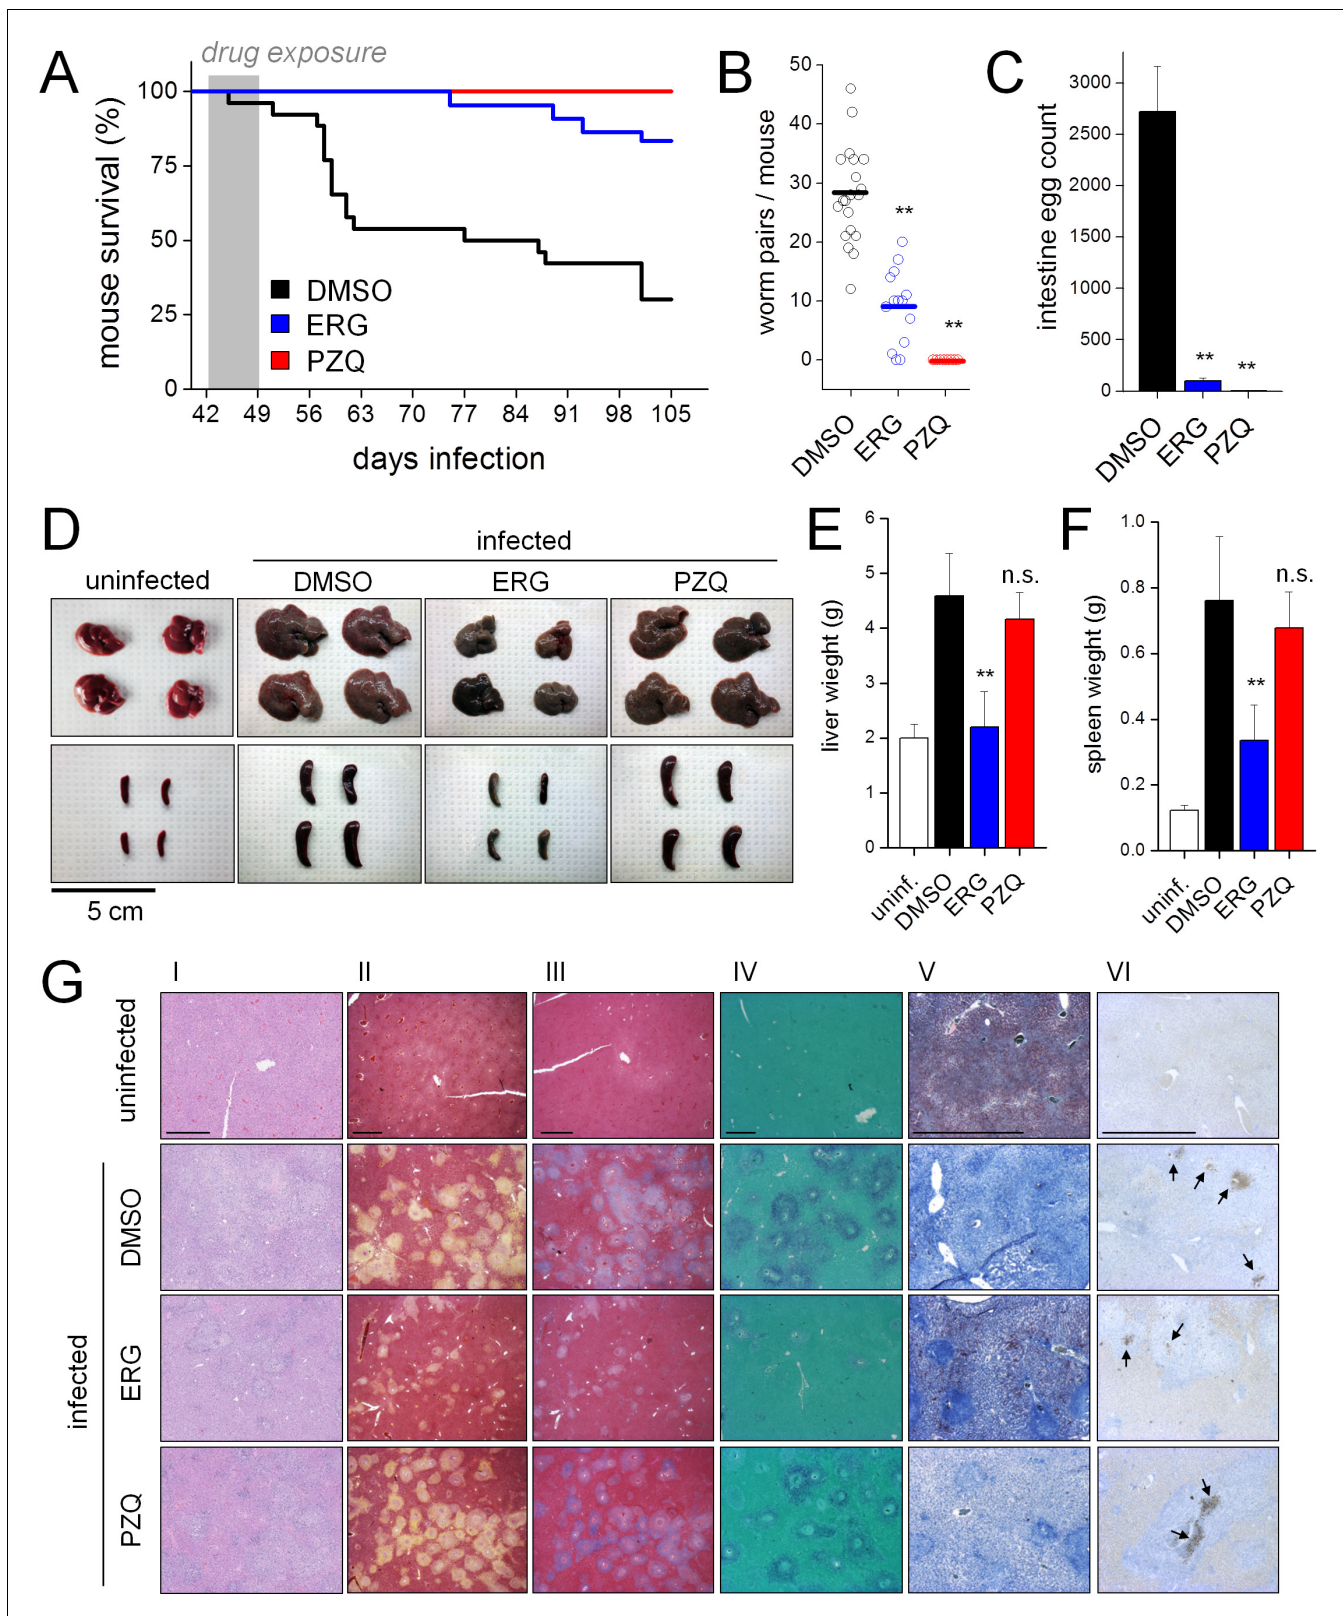 A
drug exposure
mouse survival (%)
100
75
50
25
0
DMSO
ERG
PZQ
42 49 56 63 70 77 84 91 98 105
days infection
B
worm pairs / mouse
50
40
30
20
10
0
**
**
DMSO
ERG
PZQ
C
intestine egg count
3000
2500
2000
1500
1000
500
0
**
**
DMSO
ERG
PZQ
D
infected
uninfected
DMSO
ERG
PZQ
5 cm
E
liver wieght (g)
6
5
4
3
2
1
0
**
n.s.
uninf.
DMSO
ERG
PZQ
F
spleen wieght (g)
1.0
0.8
0.6
0.4
0.2
0.0
**
n.s.
uninf.
DMSO
ERG
PZQ
G
I II III IV V VI
uninfected
infected
DMSO
ERG
PZQ